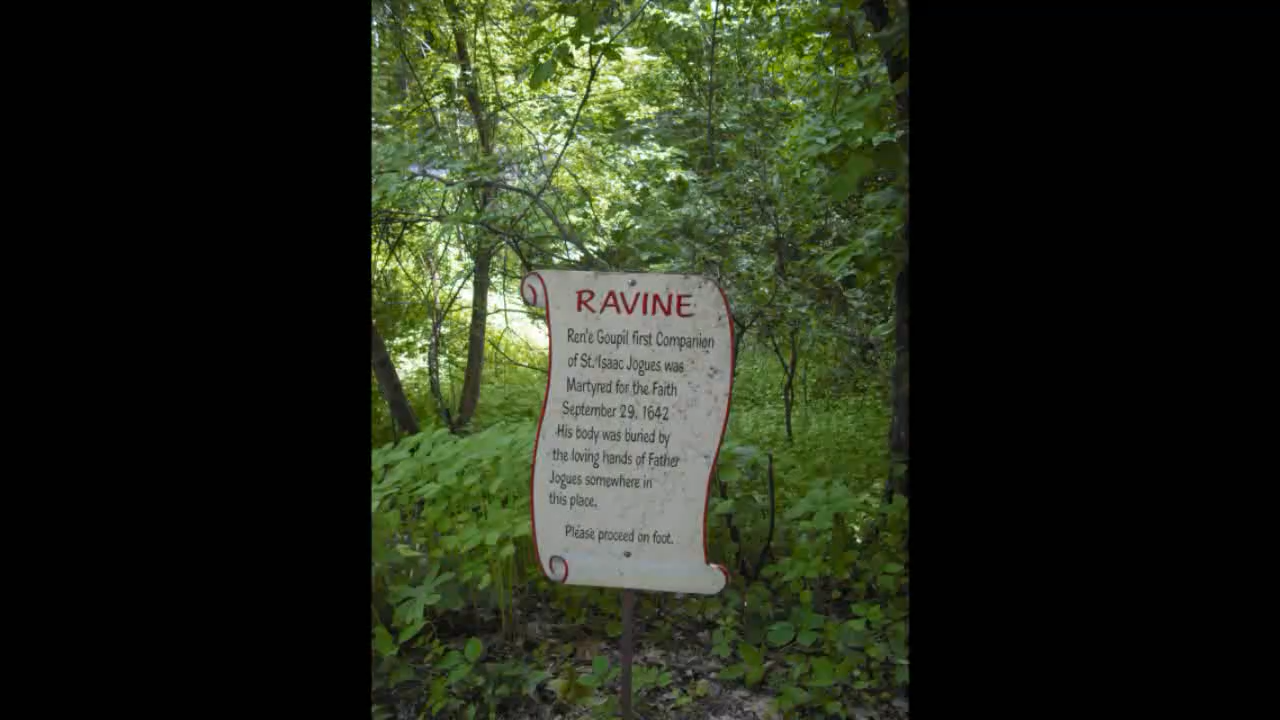 RAVINE
Ren'e Goupil first Companion
of St. Isaac Jogues was
Martyred for the Faith
September 29, 1642
His body was buried by
the loving hands of Father
Jogues somewhere in
this place.
Please proceed on foot.